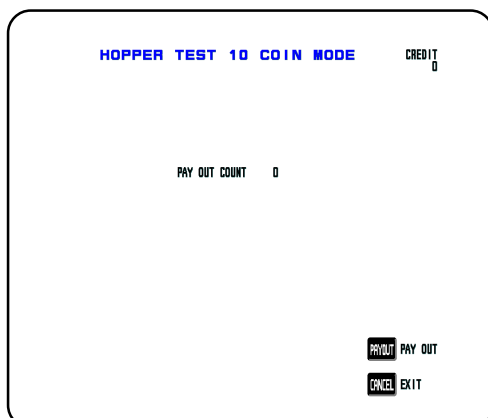 HOPPER TEST 10 COIN MODE
CREDIT
0
PAY OUT COUNT 0
PAYOUT PAY OUT
CANCEL EXIT